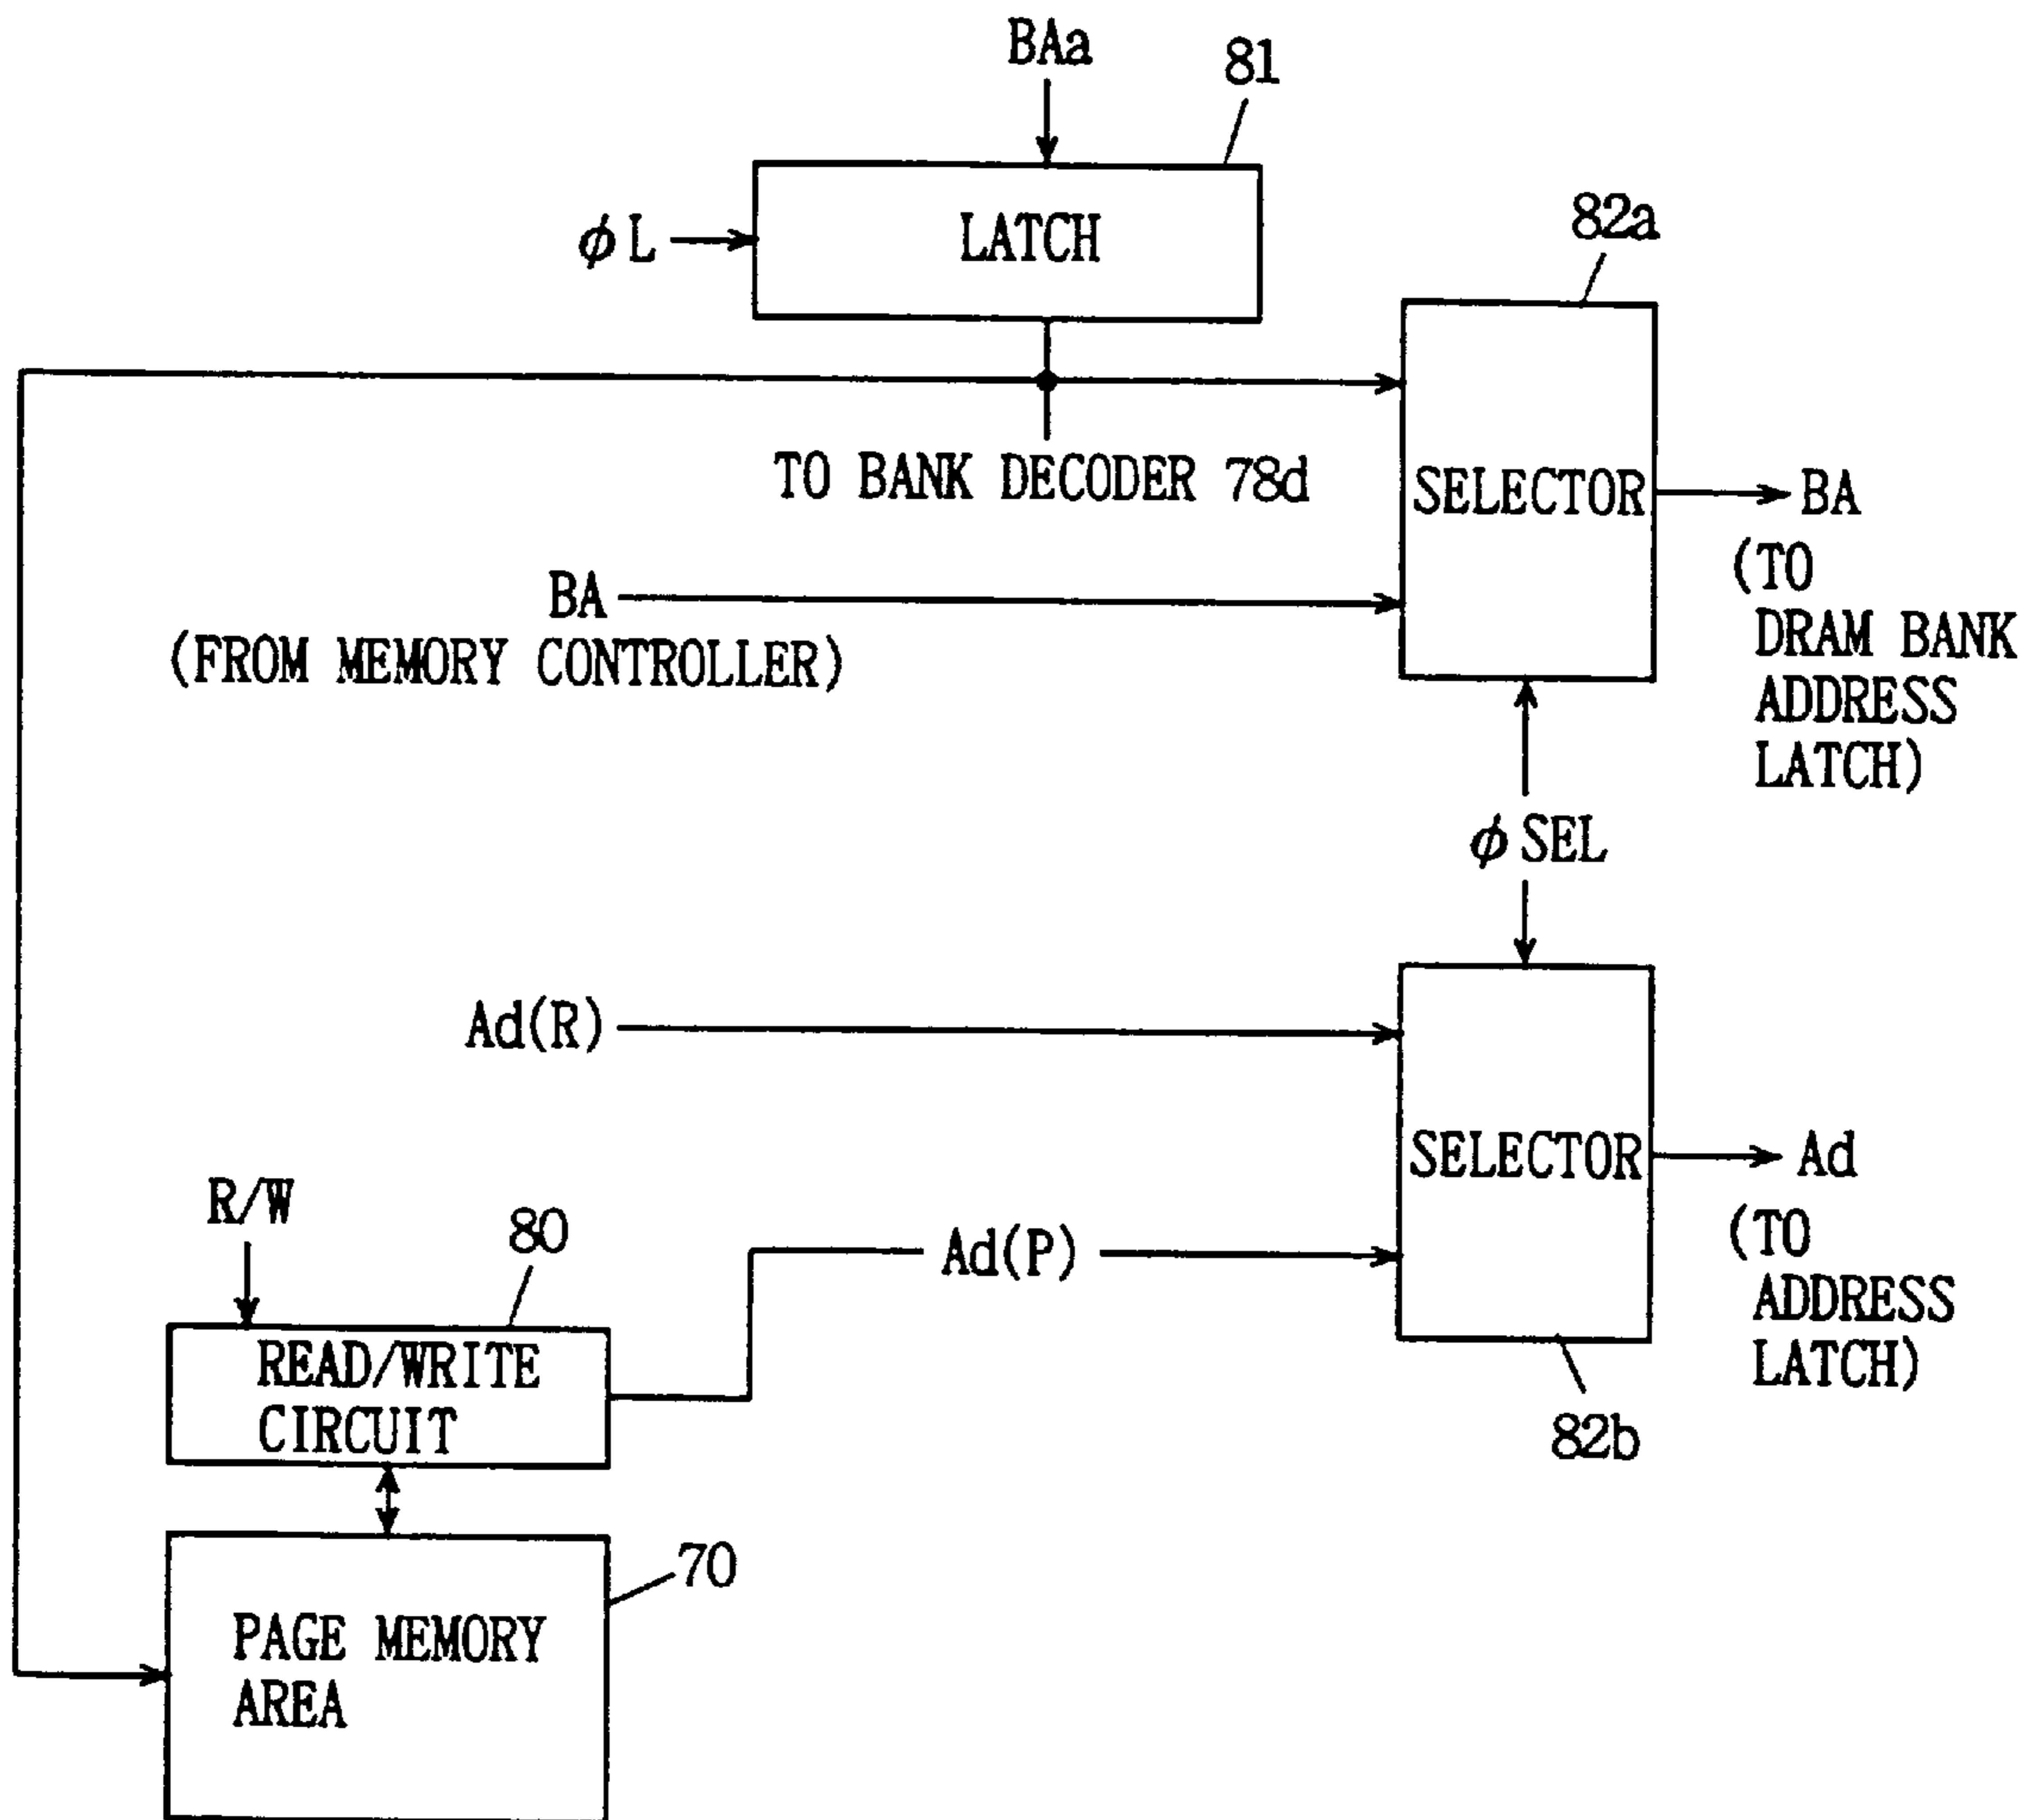 BAa
81
LATCH
φL
82a
TO BANK DECODER 78d
SELECTOR
BA
(TO
DRAM BANK
ADDRESS
LATCH)
BA
(FROM MEMORY CONTROLLER)
φSEL
Ad(R)
SELECTOR
Ad
(TO
ADDRESS
LATCH)
R/W
80
Ad(P)
READ/WRITE
CIRCUIT
82b
70
PAGE MEMORY
AREA